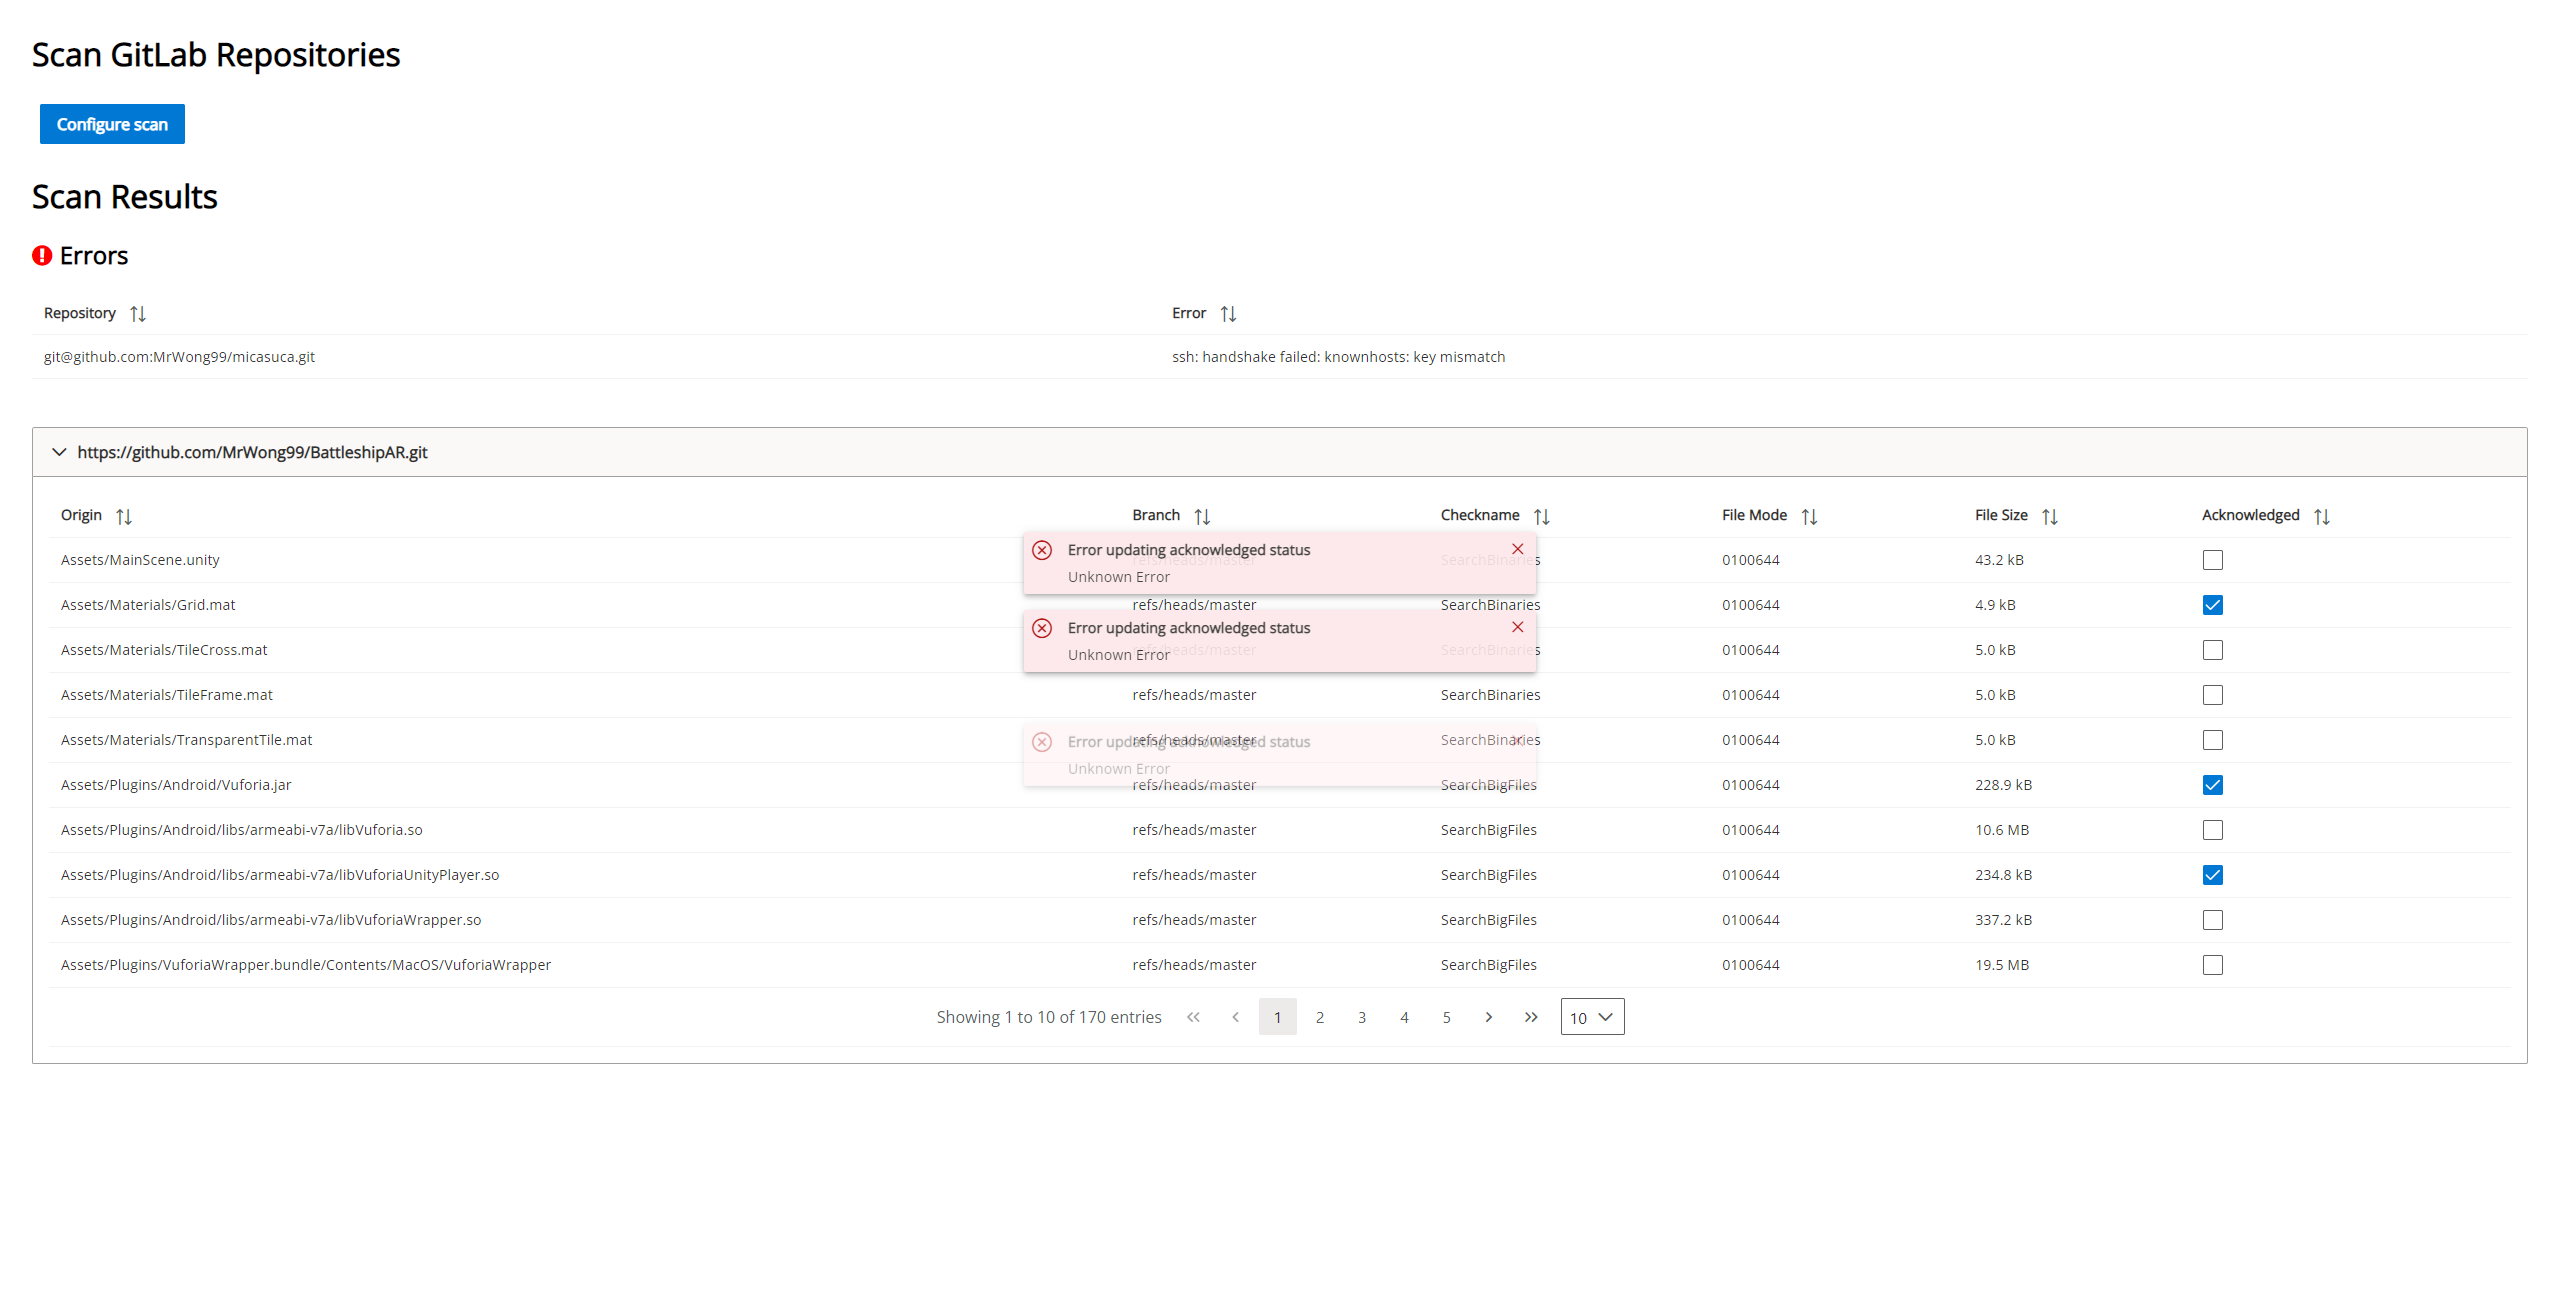 Scan GitLab Repositories
Configure scan
Scan Results
Errors
Repository Error
git@github.com:MrWong99/micasuca.git ssh: handshake failed: knownhosts: key mismatch
https://github.com/MrWong99/BattleshipAR.git
Origin Branch Checkname File Mode File Size Acknowledged
Assets/MainScene.unity refs/heads/master SearchBinaries 0100644 43.2 kB
Error updating acknowledged status
Unknown Error
Assets/Materials/Grid.mat refs/heads/master SearchBinaries 0100644 4.9 kB
Error updating acknowledged status
Unknown Error
Assets/Materials/TileCross.mat refs/heads/master SearchBinaries 0100644 5.0 kB
Assets/Materials/TileFrame.mat refs/heads/master SearchBinaries 0100644 5.0 kB
Assets/Materials/TransparentTile.mat refs/heads/master SearchBinaries 0100644 5.0 kB
Error updating acknowledged status
Unknown Error
Assets/Plugins/Android/Vuforia.jar refs/heads/master SearchBigFiles 0100644 228.9 kB
Assets/Plugins/Android/libs/armeabi-v7a/libVuforia.so refs/heads/master SearchBigFiles 0100644 10.6 MB
Assets/Plugins/Android/libs/armeabi-v7a/libVuforiaUnityPlayer.so refs/heads/master SearchBigFiles 0100644 234.8 kB
Assets/Plugins/Android/libs/armeabi-v7a/libVuforiaWrapper.so refs/heads/master SearchBigFiles 0100644 337.2 kB
Assets/Plugins/VuforiaWrapper.bundle/Contents/MacOS/VuforiaWrapper refs/heads/master SearchBigFiles 0100644 19.5 MB
Showing 1 to 10 of 170 entries 1 2 3 4 5 10